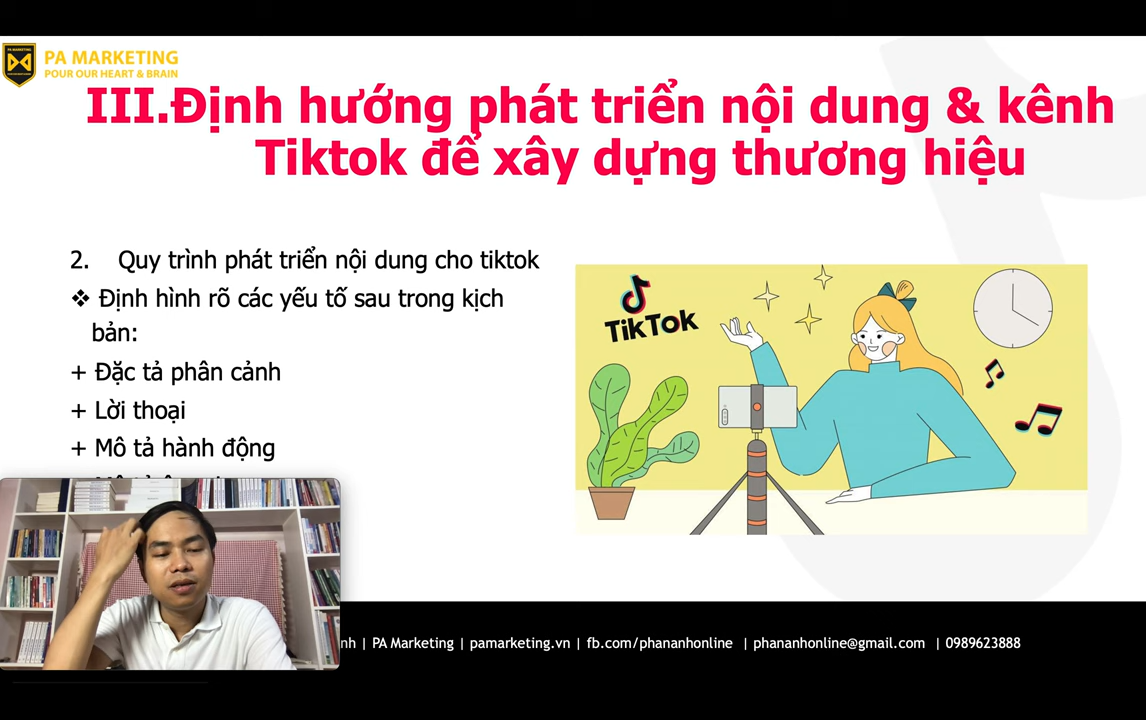 PA MARKETING
POUR OUR HEART & BRAIN
III.Định hướng phát triển nội dung & kênh
Tiktok để xây dựng thương hiệu
2. Quy trình phát triển nội dung cho tiktok
❖ Định hình rõ các yếu tố sau trong kịch
bản:
+ Đặc tả phân cảnh
+ Lời thoại
+ Mô tả hành động
TikTok
| PA Marketing | pamarketing.vn | fb.com/phananhonline | phananhonline@gmail.com | 0989623888